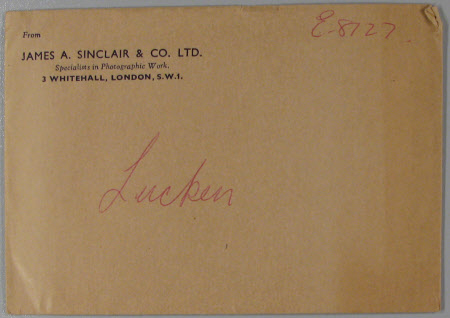 From
E-8127
JAMES A. SINCLAIR & CO. LTD.
Specialists in Photographic Work.
3 WHITEHALL, LONDON, S.W.1.
Lucken